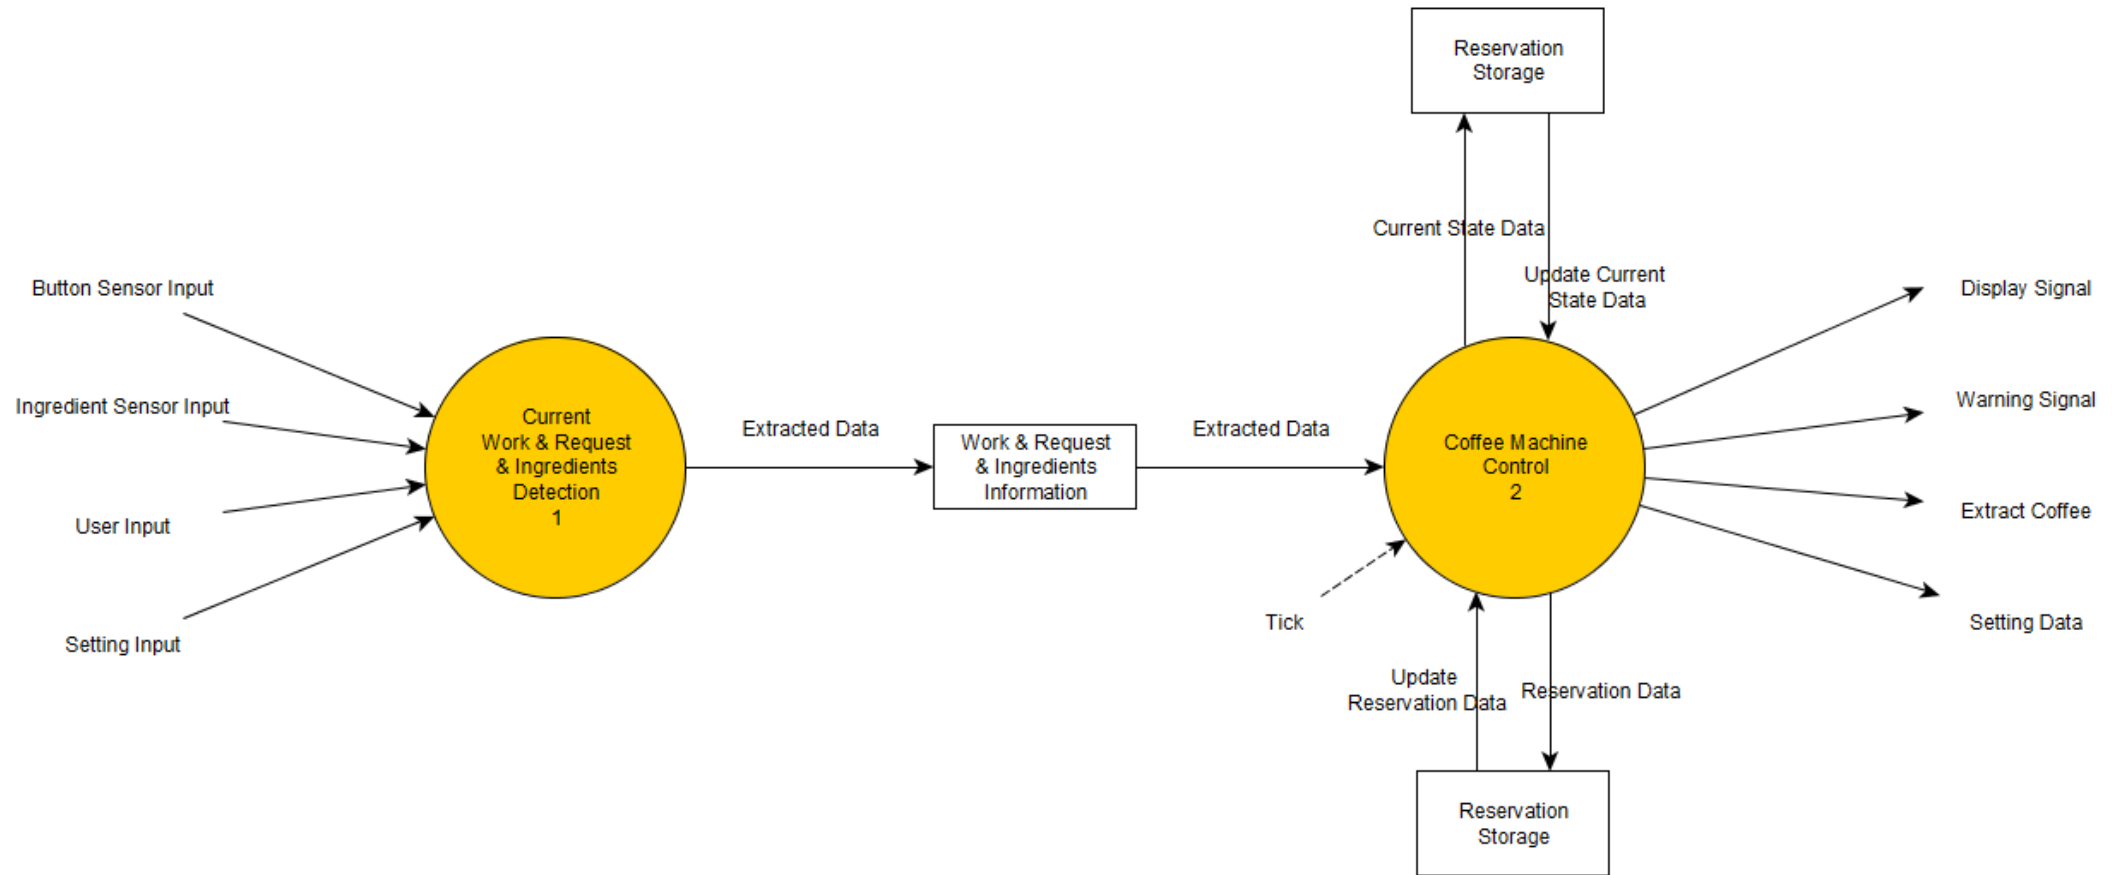 Reservation
Storage
Current State Data
Update Current
State Data
Button Sensor Input
Ingredient Sensor Input
User Input
Setting Input
Current
Work & Request
& Ingredients
Detection
1
Extracted Data
Work & Request
& Ingredients
Information
Extracted Data
Coffee Machine
Control
2
Tick
Display Signal
Warning Signal
Extract Coffee
Setting Data
Update
Reservation Data
Reservation Data
Reservation
Storage